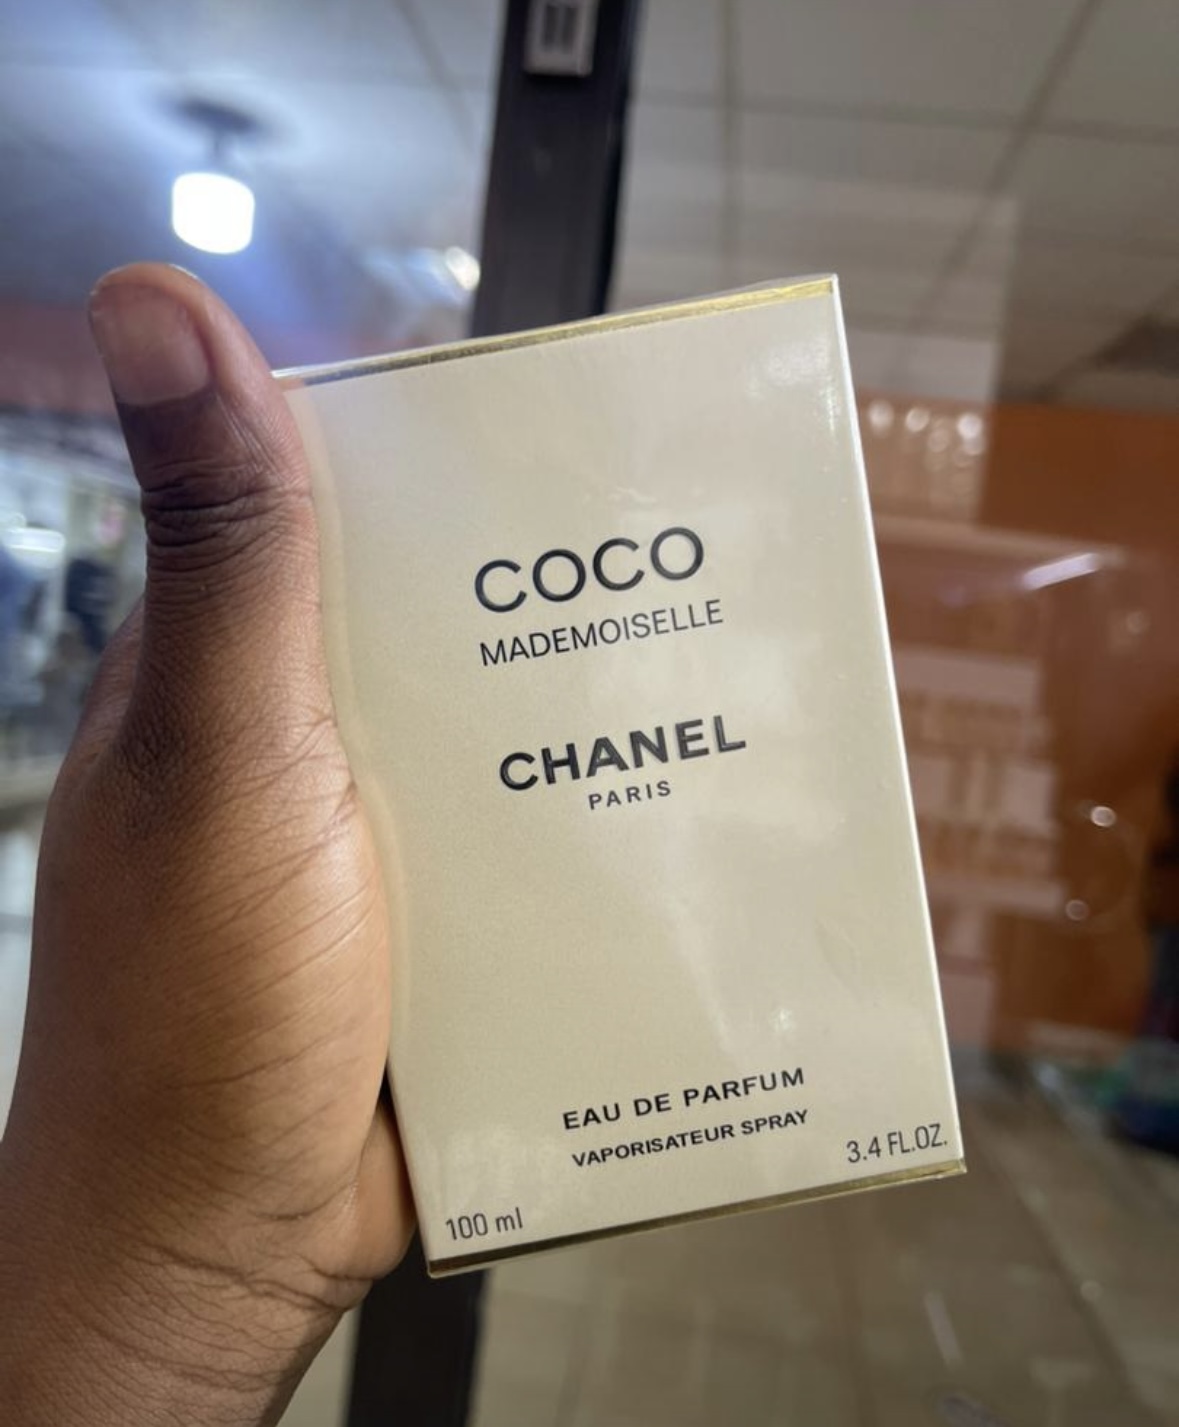 COCO
MADEMOISELLE
CHANEL
PARIS
EAU DE PARFUM
VAPORISATEUR SPRAY
100 ml
3.4 FL.OZ.